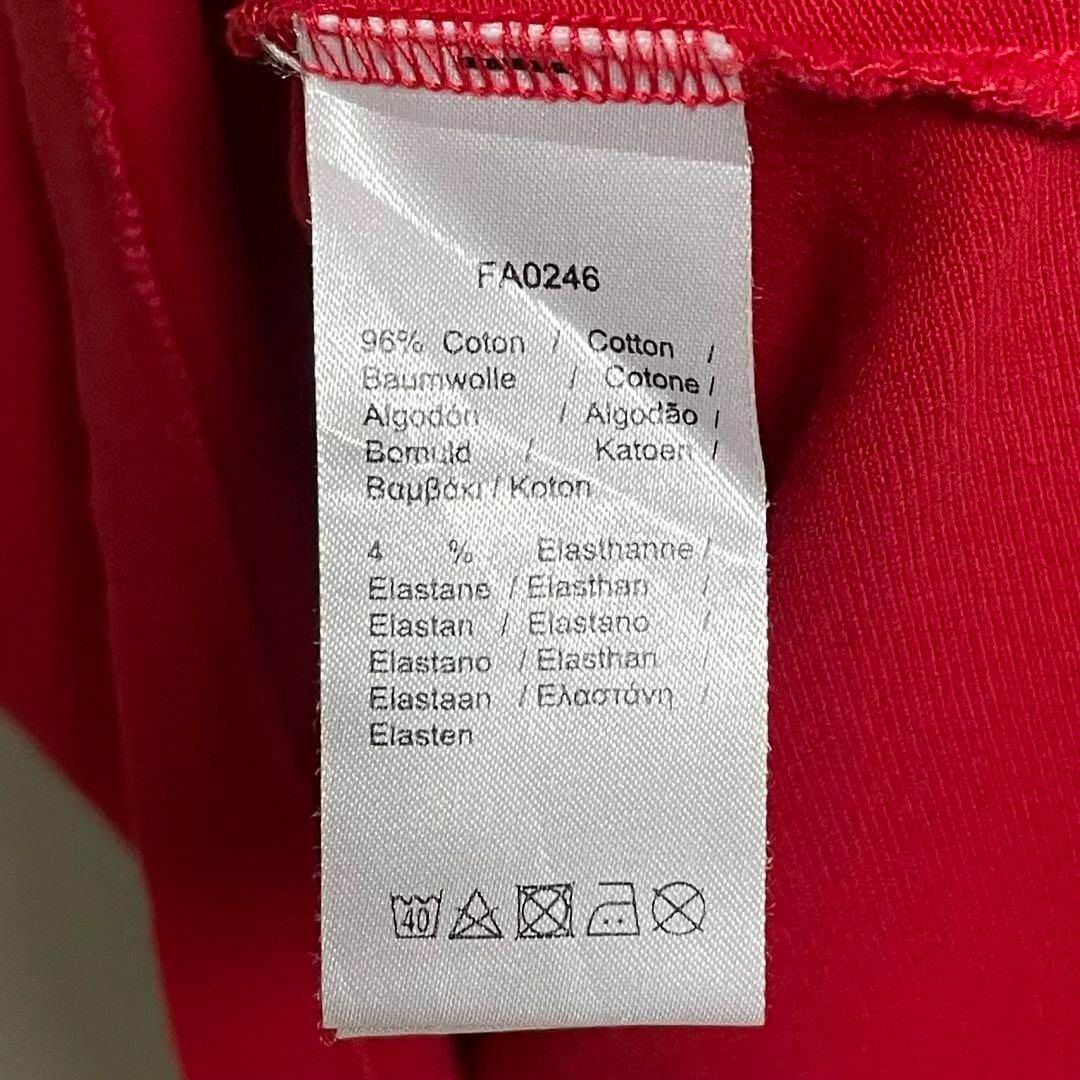 FA0246
96% Coton / Cotton /
Baumwolle / Cotone /
Algodón / Algodão /
Bomuld / Katoen /
Βαμβάκι / Koton
4 % Elasthanne /
Elastane / Elasthan /
Elastan / Elastano /
Elastano / Elasthan /
Elastaan / Ελαστάνη /
Elasten
40